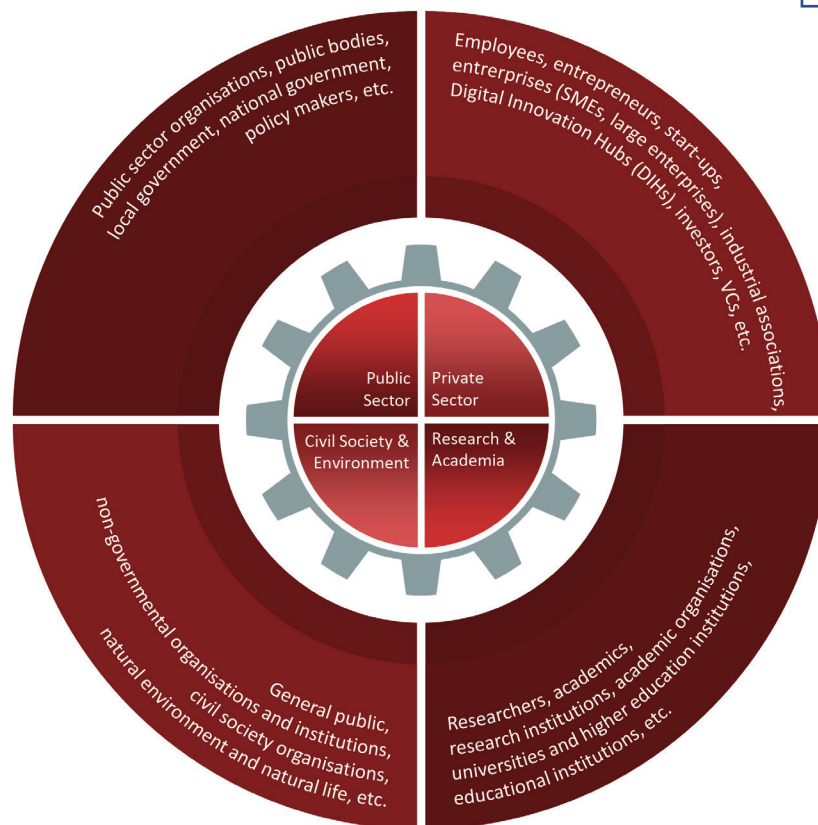 Public sector organisations, public bodies,
local government, national government,
policy makers, etc.
Employees, entrepreneurs, start-ups,
entrerprises (SMEs, large enterprises), industrial associations,
Digital Innovation Hubs (DIHs), investors, VCs, etc.
Public
Sector
Private
Sector
Civil Society &
Environment
Research &
Academia
General public,
non-governmental organisations and institutions,
civil society organisations,
natural environment and natural life, etc.
Researchers, academics,
research institutions, academic organisations,
universities and higher education institutions,
educational institutions, etc.